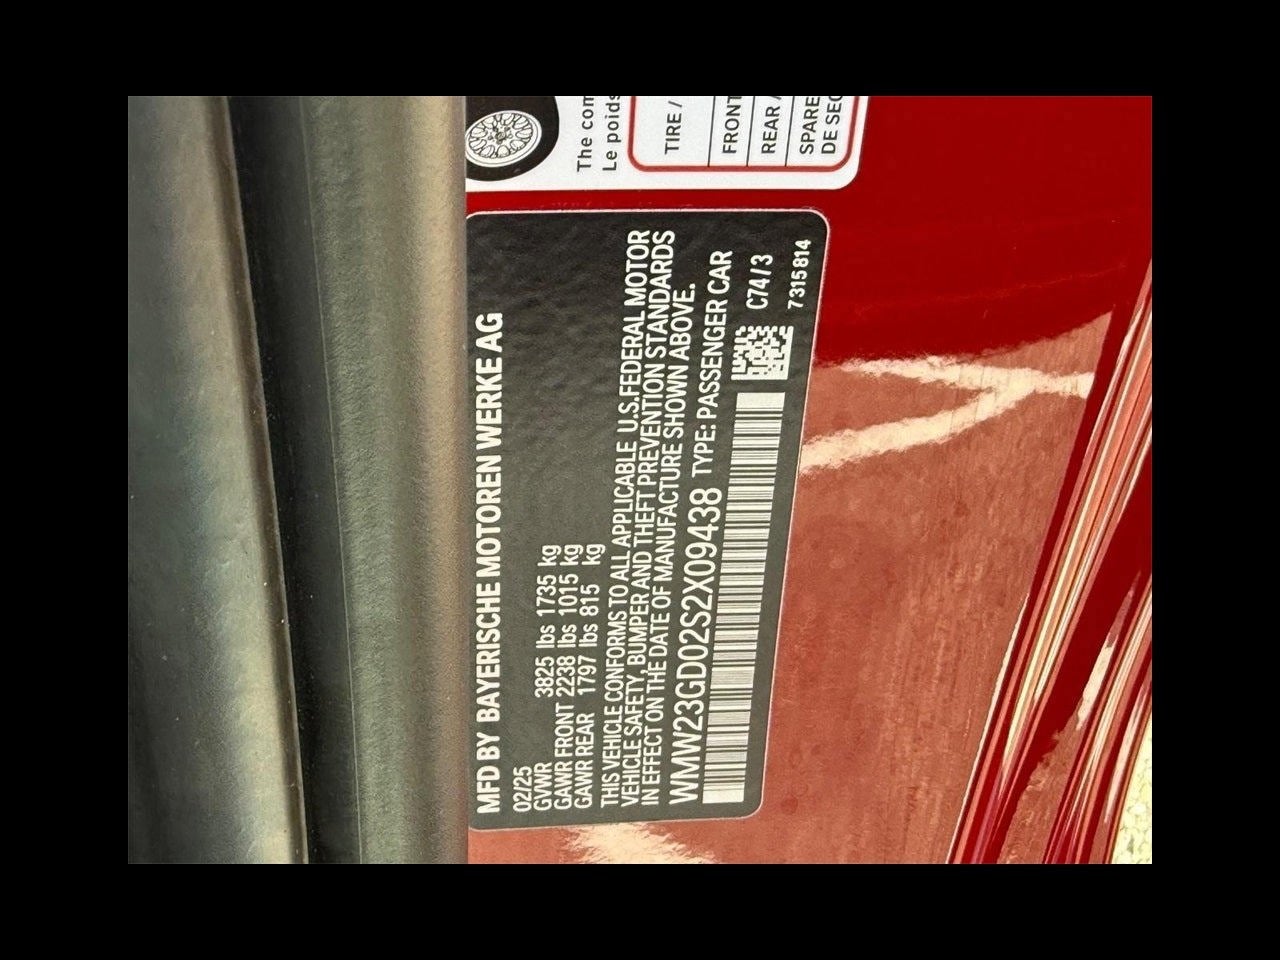 The com
Le poids
TIRE /
FRONT
REAR /
SPARE
DE SEC
MFD BY BAYERISCHE MOTOREN WERKE AG
02/25
GVWR 3825 lbs 1735 kg
GAWR FRONT 2238 lbs 1015 kg
GAWR REAR 1797 lbs 815 kg
THIS VEHICLE CONFORMS TO ALL APPLICABLE U.S.FEDERAL MOTOR
VEHICLE SAFETY, BUMPER AND THEFT PREVENTION STANDARDS
IN EFFECT ON THE DATE OF MANUFACTURE SHOWN ABOVE.
WMW23GD02S2X09438 TYPE: PASSENGER CAR
C74/3
7315814